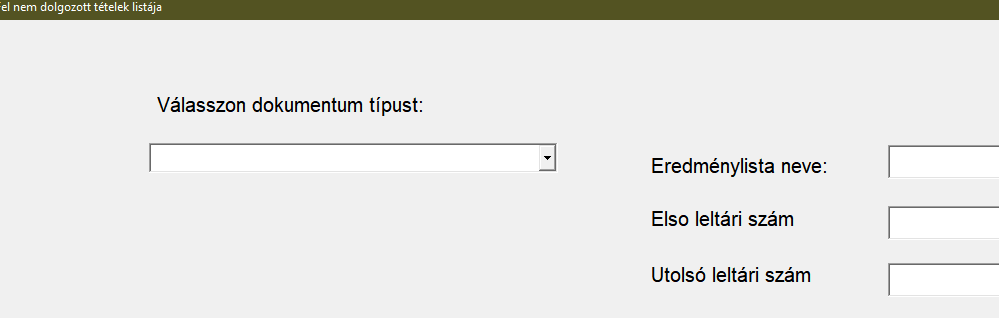 el nem dolgozott tételek listája
Válasszon dokumentum típust:
Eredménylista neve:
Elso leltári szám
Utolsó leltári szám